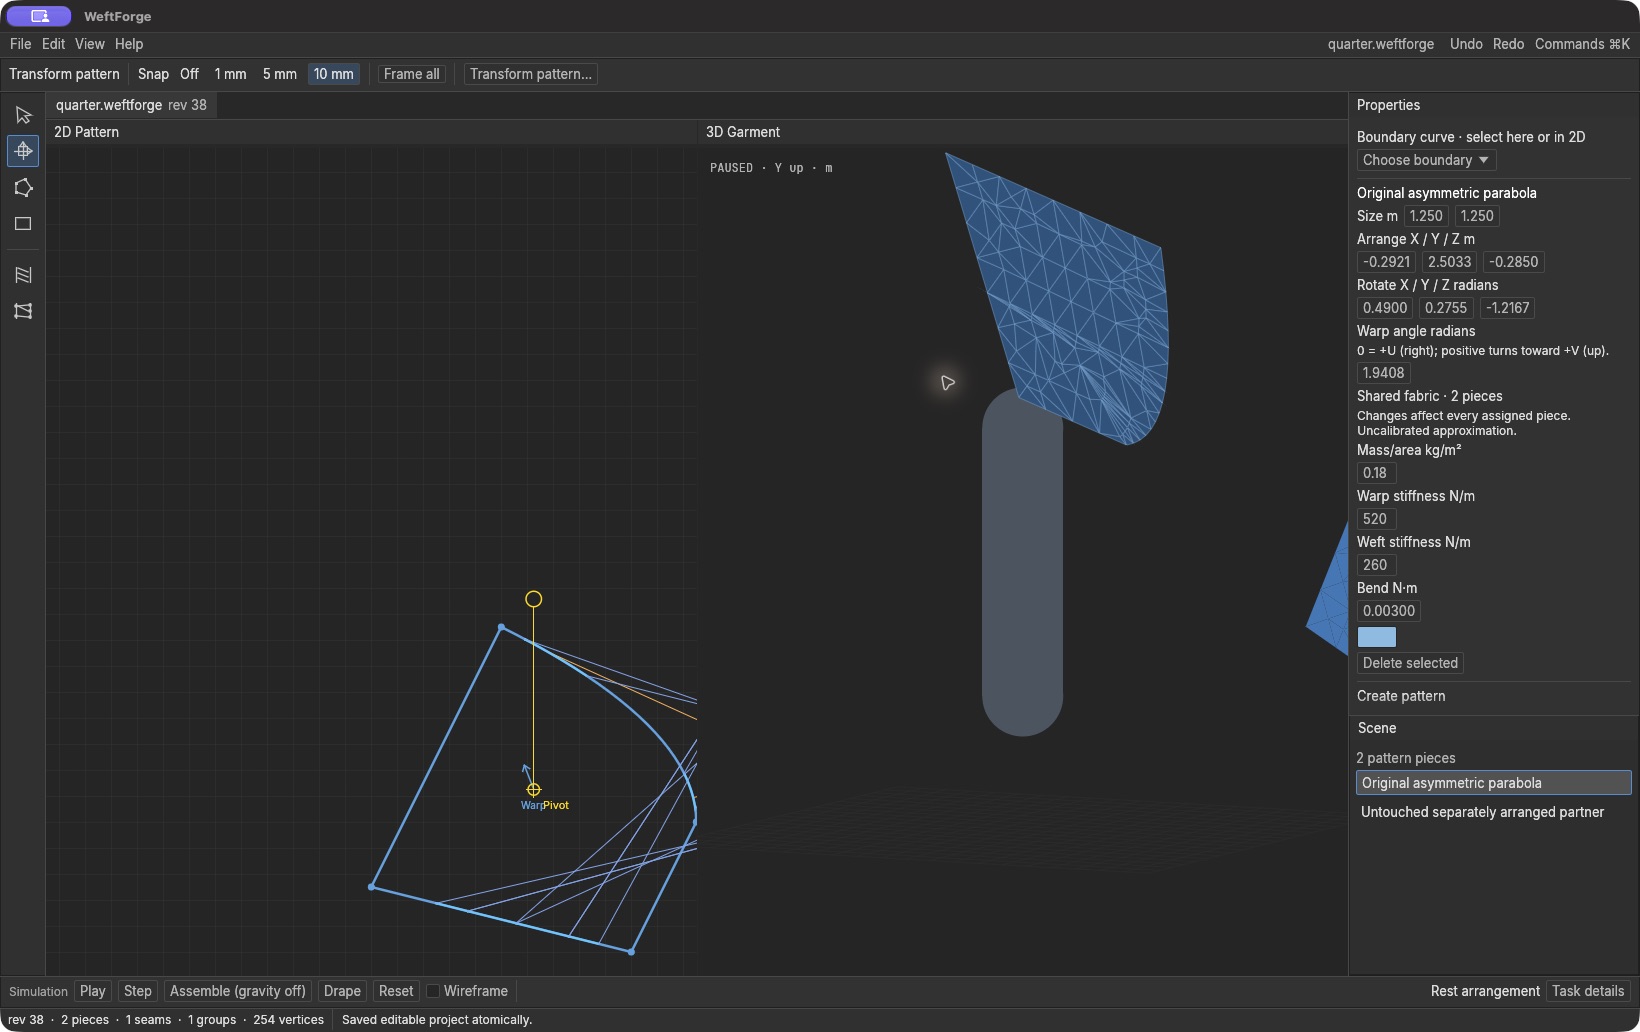 WeftForge
File Edit View Help
quarter.weftforge Undo Redo Commands ⌘K
Transform pattern Snap Off 1 mm 5 mm 10 mm Frame all Transform pattern...
quarter.weftforge rev 38
2D Pattern
3D Garment
PAUSED · Y up · m
Warp Pivot
Properties
Boundary curve · select here or in 2D
Choose boundary
Original asymmetric parabola
Size m 1.250 1.250
Arrange X / Y / Z m
-0.2921 2.5033 -0.2850
Rotate X / Y / Z radians
0.4900 0.2755 -1.2167
Warp angle radians
0 = +U (right); positive turns toward +V (up).
1.9408
Shared fabric · 2 pieces
Changes affect every assigned piece.
Uncalibrated approximation.
Mass/area kg/m²
0.18
Warp stiffness N/m
520
Weft stiffness N/m
260
Bend N·m
0.00300
Delete selected
Create pattern
Scene
2 pattern pieces
Original asymmetric parabola
Untouched separately arranged partner
Simulation Play Step Assemble (gravity off) Drape Reset Wireframe
Rest arrangement Task details
rev 38 · 2 pieces · 1 seams · 1 groups · 254 vertices Saved editable project atomically.